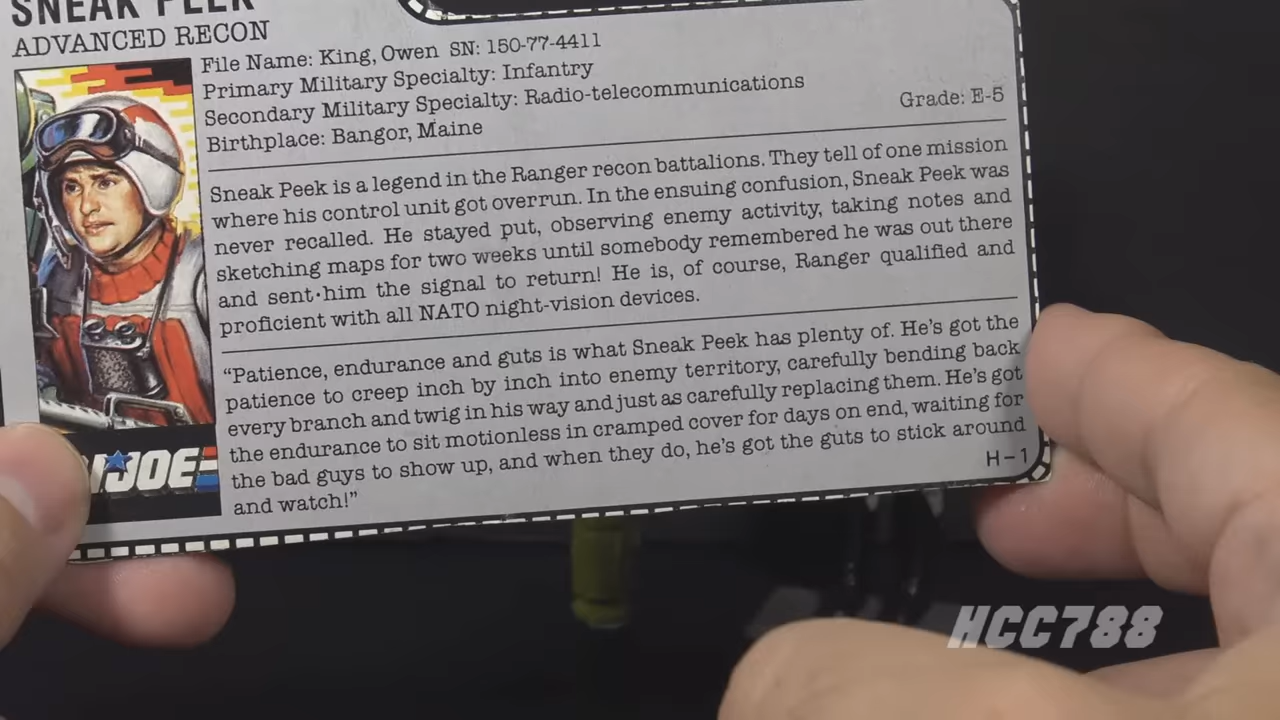 SNEAK PEEK
ADVANCED RECON
File Name: King, Owen SN: 150-77-4411
Primary Military Specialty: Infantry
Secondary Military Specialty: Radio-telecommunications
Birthplace: Bangor, Maine
Grade: E-5
Sneak Peek is a legend in the Ranger recon battalions. They tell of one mission
where his control unit got overrun. In the ensuing confusion, Sneak Peek was
never recalled. He stayed put, observing enemy activity, taking notes and
sketching maps for two weeks until somebody remembered he was out there
and sent him the signal to return! He is, of course, Ranger qualified and
proficient with all NATO night-vision devices.
“Patience, endurance and guts is what Sneak Peek has plenty of. He's got the
patience to creep inch by inch into enemy territory, carefully bending back
every branch and twig in his way and just as carefully replacing them. He's got
the endurance to sit motionless in cramped cover for days on end, waiting for
the bad guys to show up, and when they do, he's got the guts to stick around
and watch!”
H-1
GI JOE
HCC788